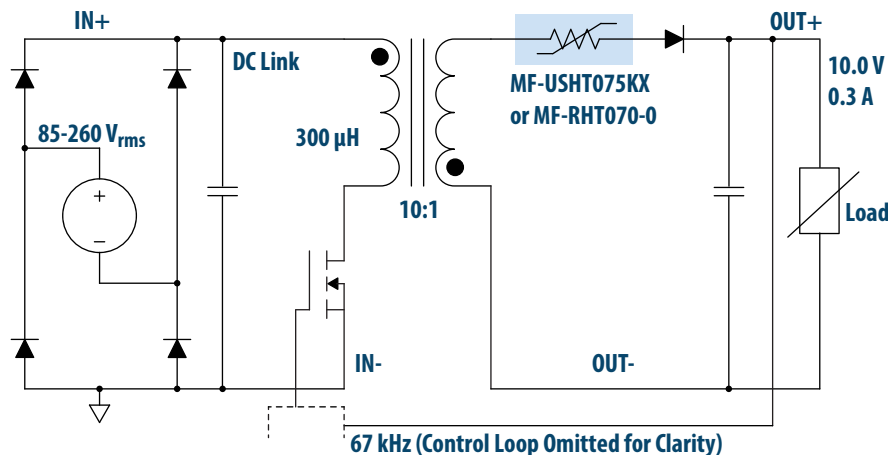 IN+
OUT+
DC Link
10.0 V
0.3 A
MF-USHT075KX
or MF-RHT070-0
85-260 Vrms
300 µH
+
−
10:1
Load
IN-
OUT-
67 kHz (Control Loop Omitted for Clarity)